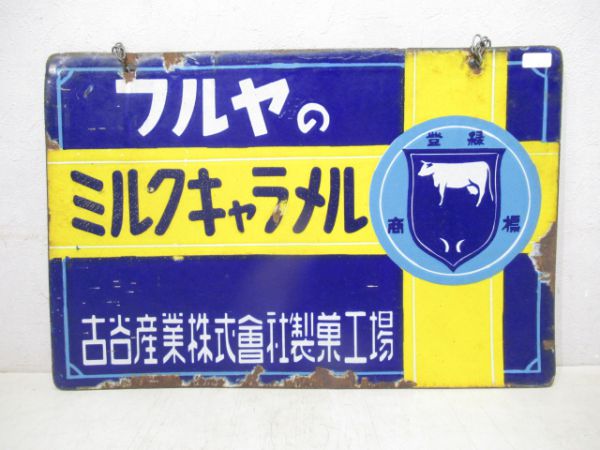 フルヤの
ミルクキャラメル
登録
商標
古谷産業株式會社製菓工場